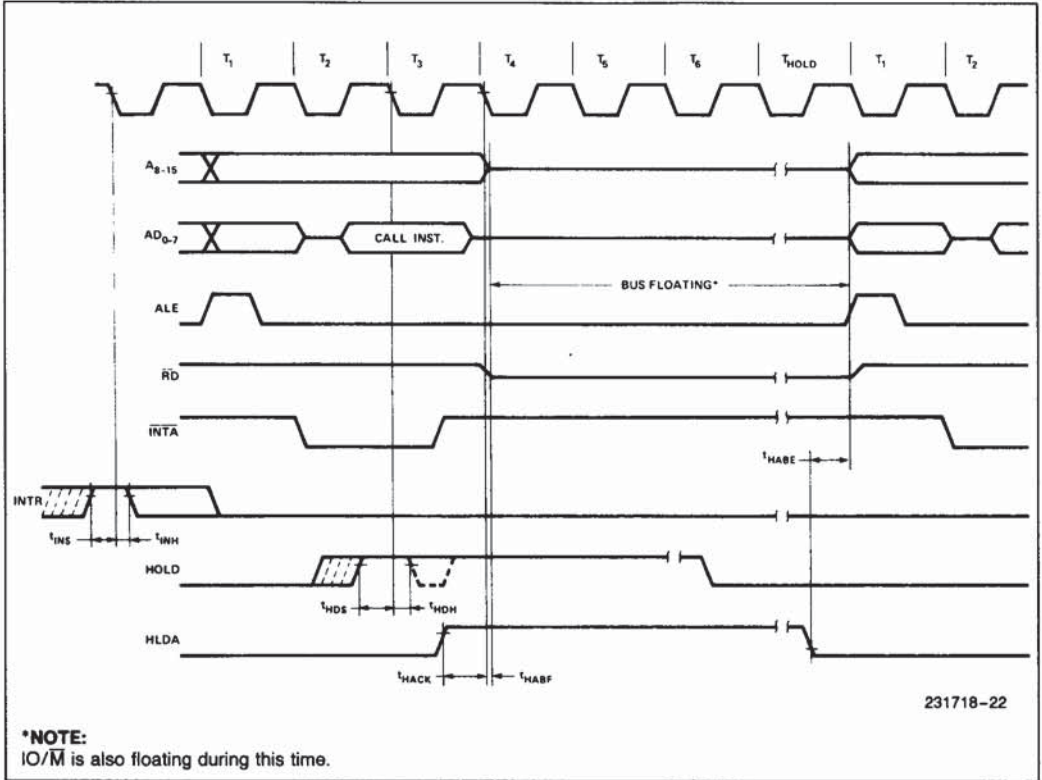 T1 T2 T3 T4 T5 T6 THOLD T1 T2
A8-15
AD0-7 CALL INST.
BUS FLOATING*
ALE
R̅D̅
I̅N̅T̅A̅
tHABE
INTR
tINS tINH
HOLD
tHDS tHDH
HLDA
tHACK tHABF
231718-22
*NOTE:
IO/M̅ is also floating during this time.